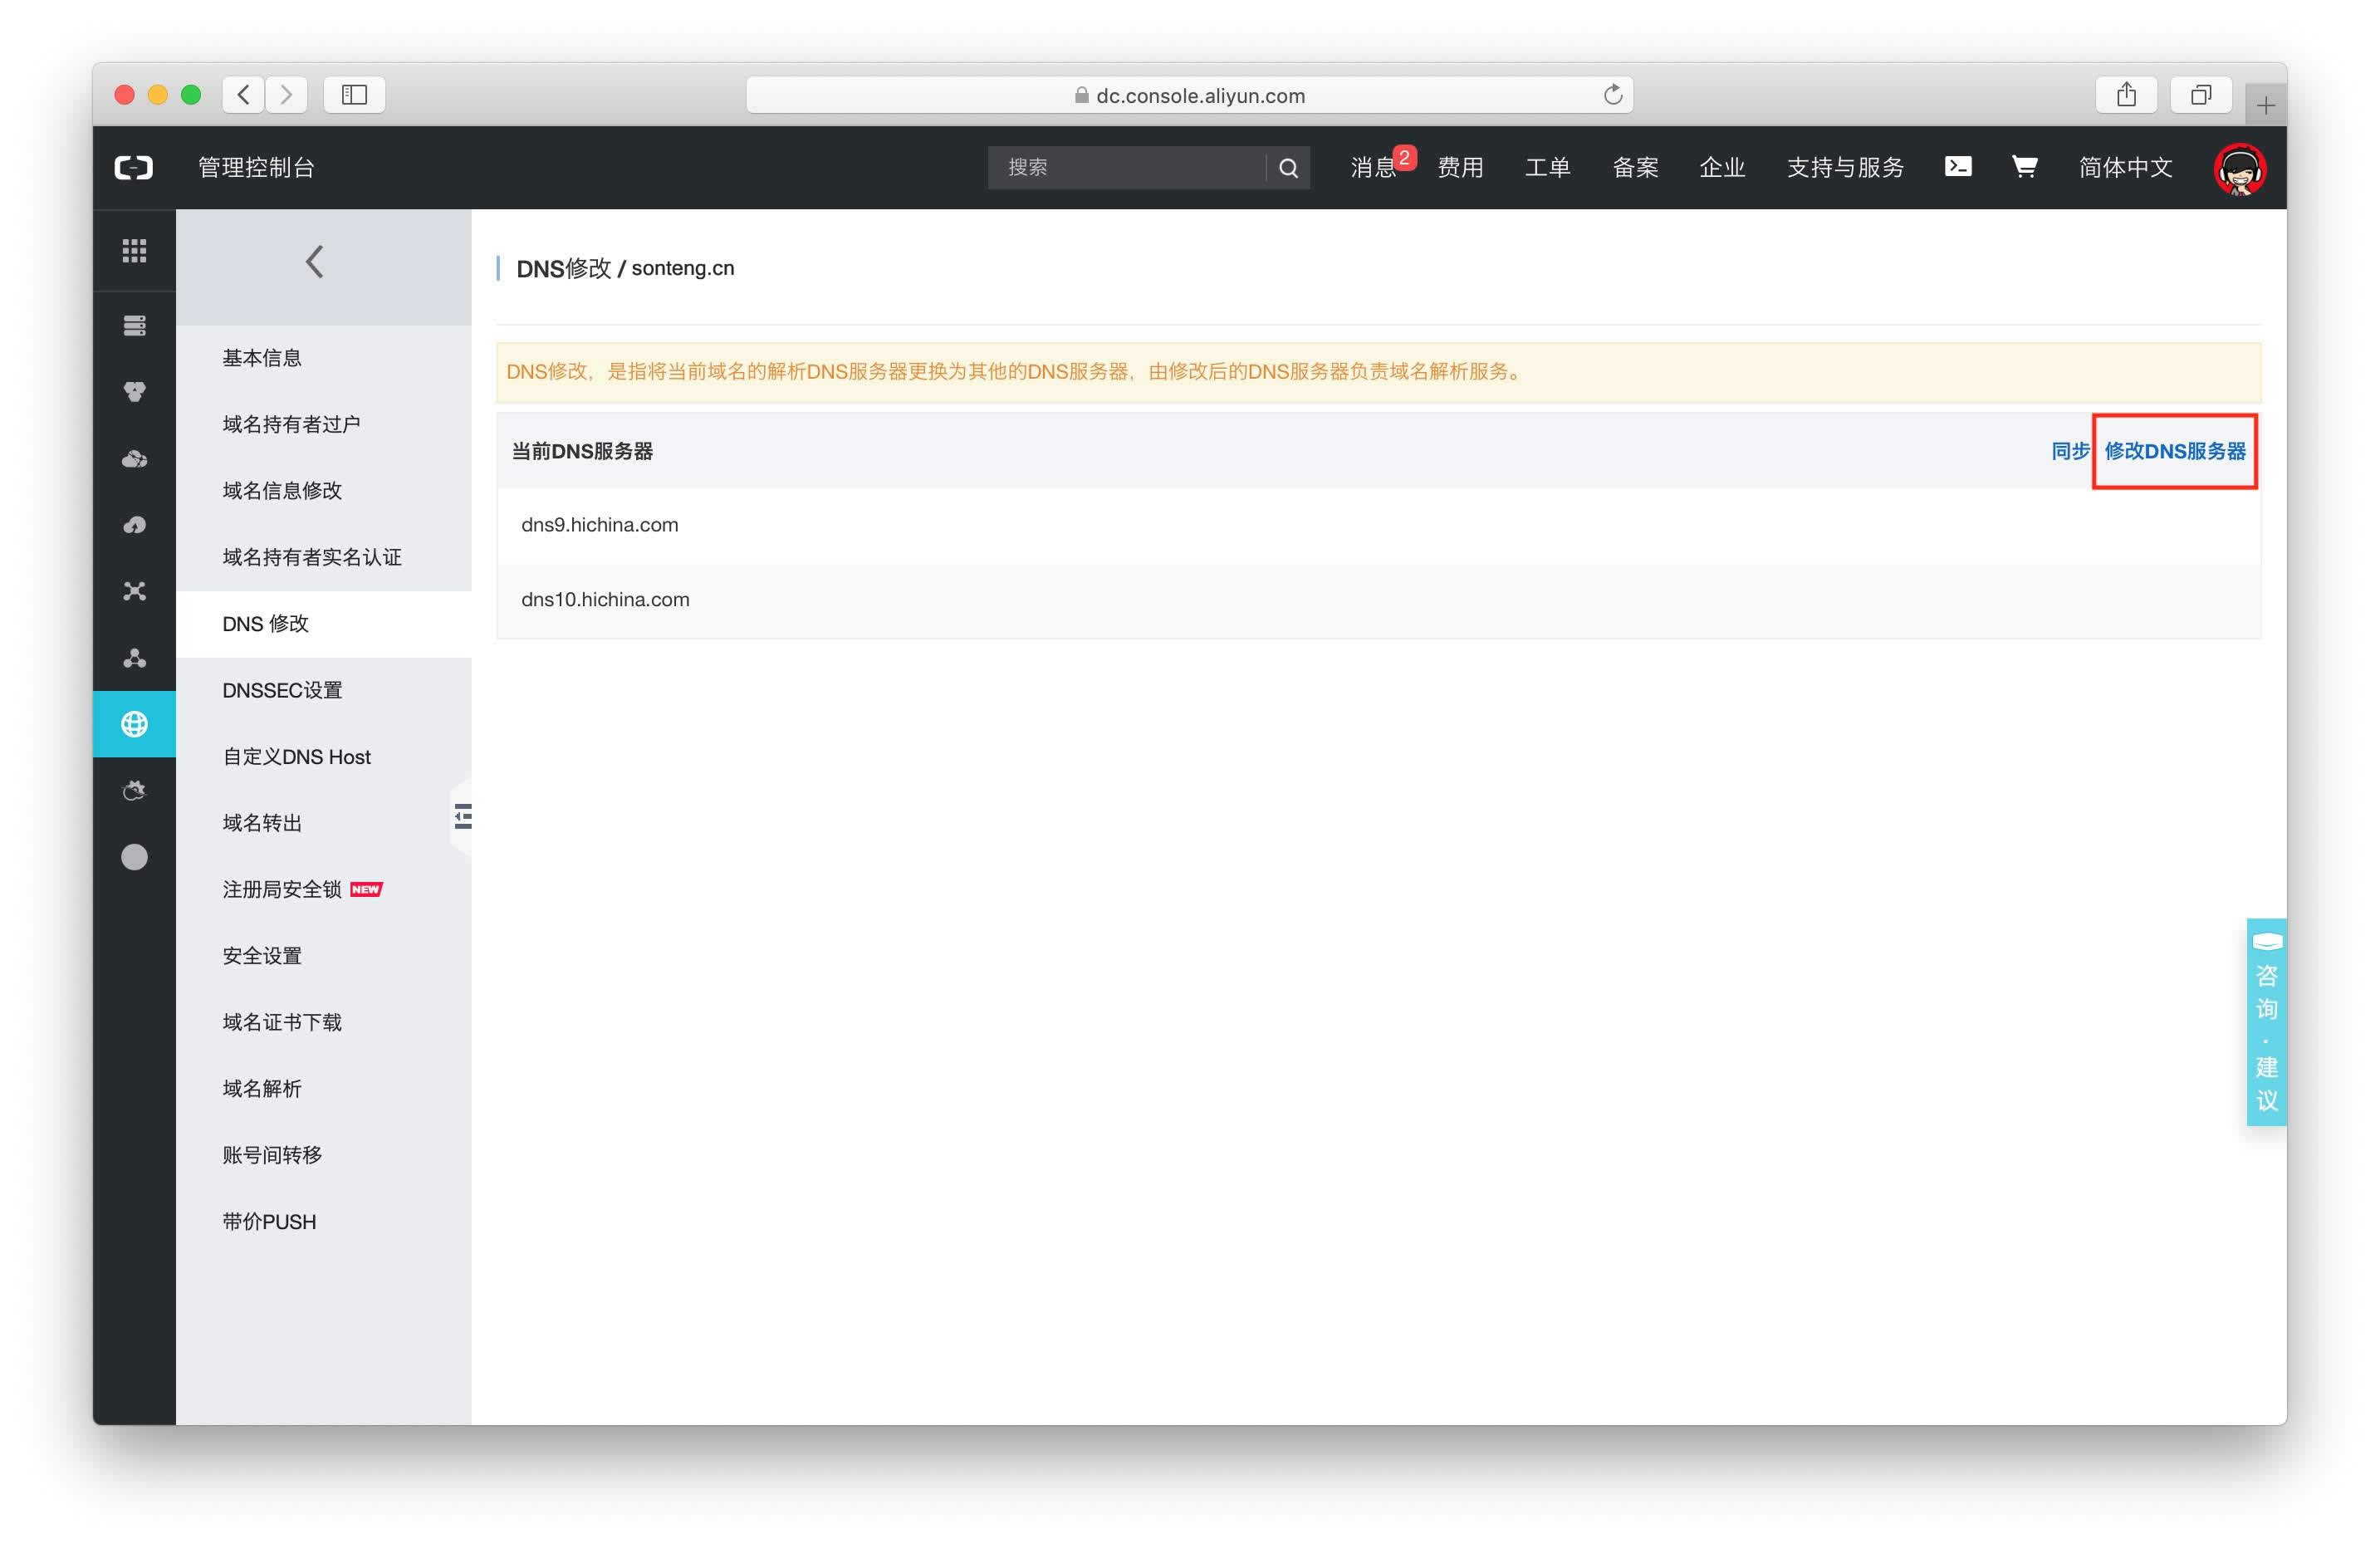 dc.console.aliyun.com
管理控制台
搜索
消息 2 费用 工单 备案 企业 支持与服务 简体中文
DNS修改 / sonteng.cn
基本信息
域名持有者过户
域名信息修改
域名持有者实名认证
DNS 修改
DNSSEC设置
自定义DNS Host
域名转出
注册局安全锁 NEW
安全设置
域名证书下载
域名解析
账号间转移
带价PUSH
DNS修改，是指将当前域名的解析DNS服务器更换为其他的DNS服务器，由修改后的DNS服务器负责域名解析服务。
当前DNS服务器 同步 修改DNS服务器
dns9.hichina.com
dns10.hichina.com
咨询·建议